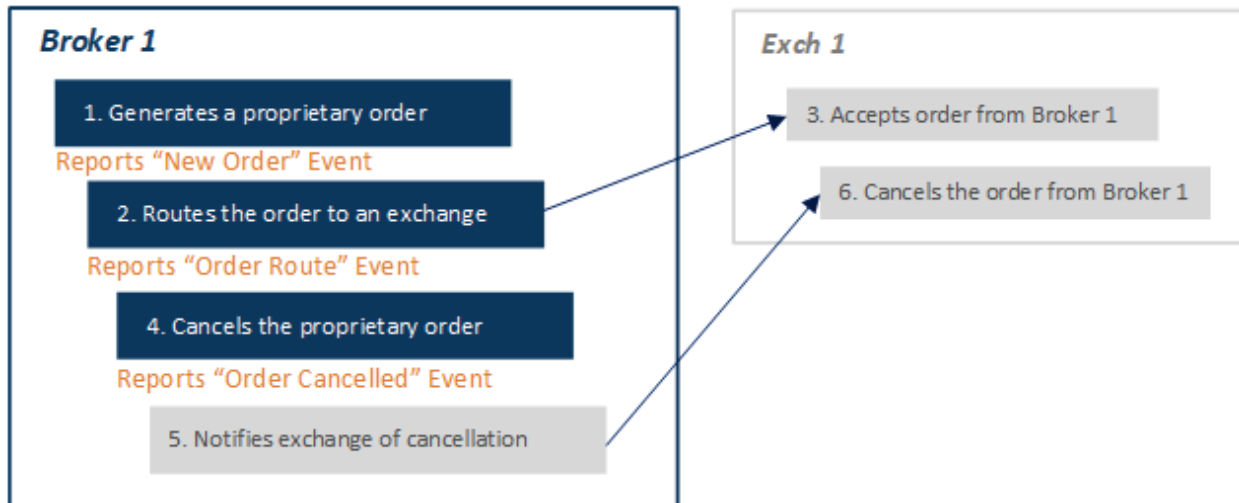 Broker 1
1. Generates a proprietary order
Reports “New Order” Event
2. Routes the order to an exchange
Reports “Order Route” Event
4. Cancels the proprietary order
Reports “Order Cancelled” Event
5. Notifies exchange of cancellation
Exch 1
3. Accepts order from Broker 1
6. Cancels the order from Broker 1